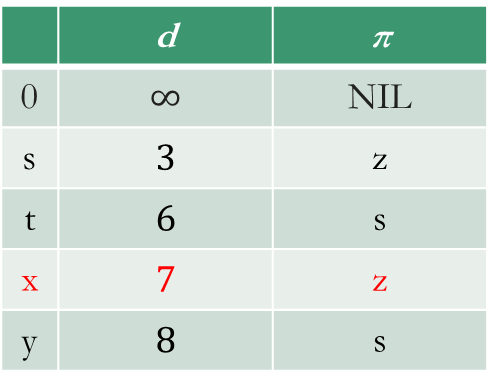 d π
0 ∞ NIL
s 3 z
t 6 s
x 7 z
y 8 s